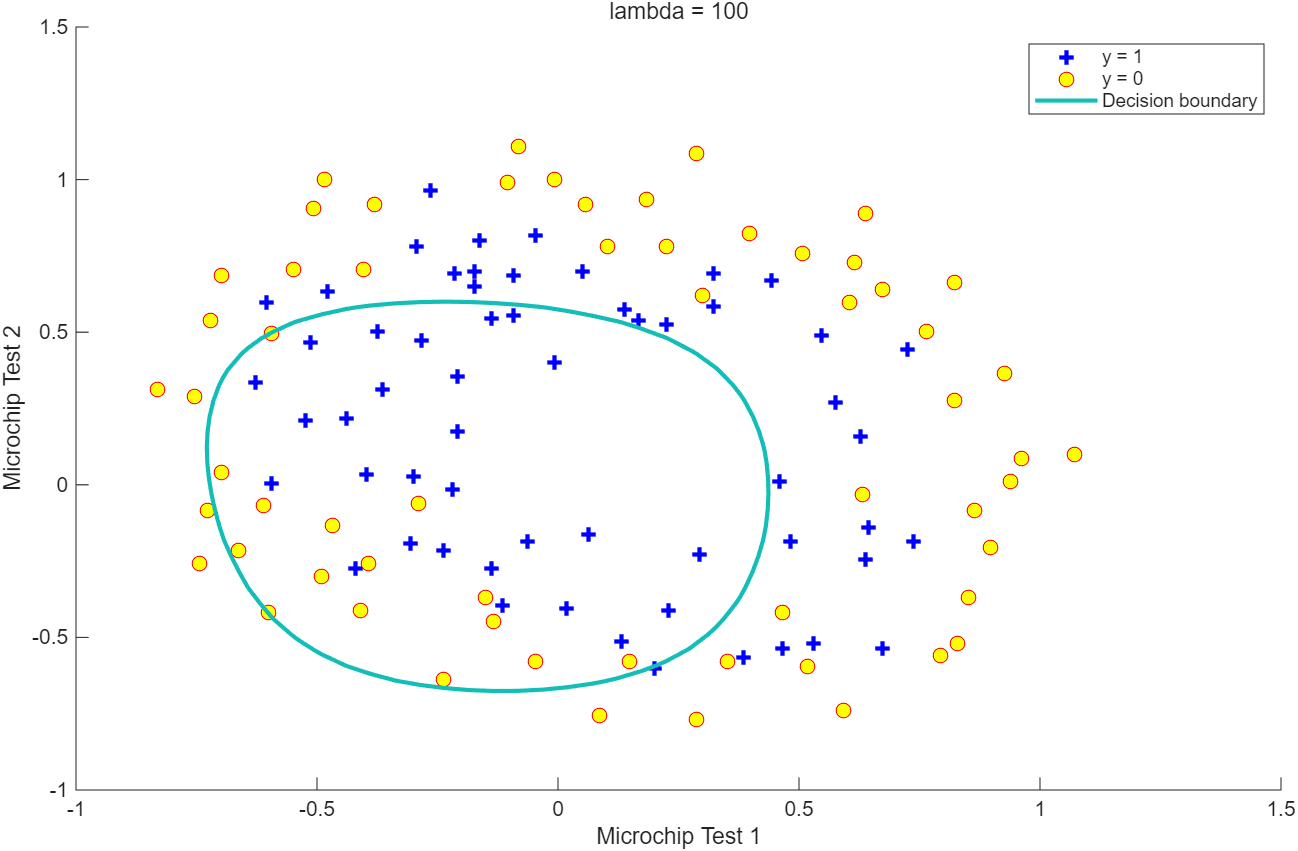 lambda = 100
1.5
1
0.5
0
-0.5
-1
Microchip Test 2
-1
-0.5
0
0.5
1
1.5
Microchip Test 1
y = 1
y = 0
Decision boundary